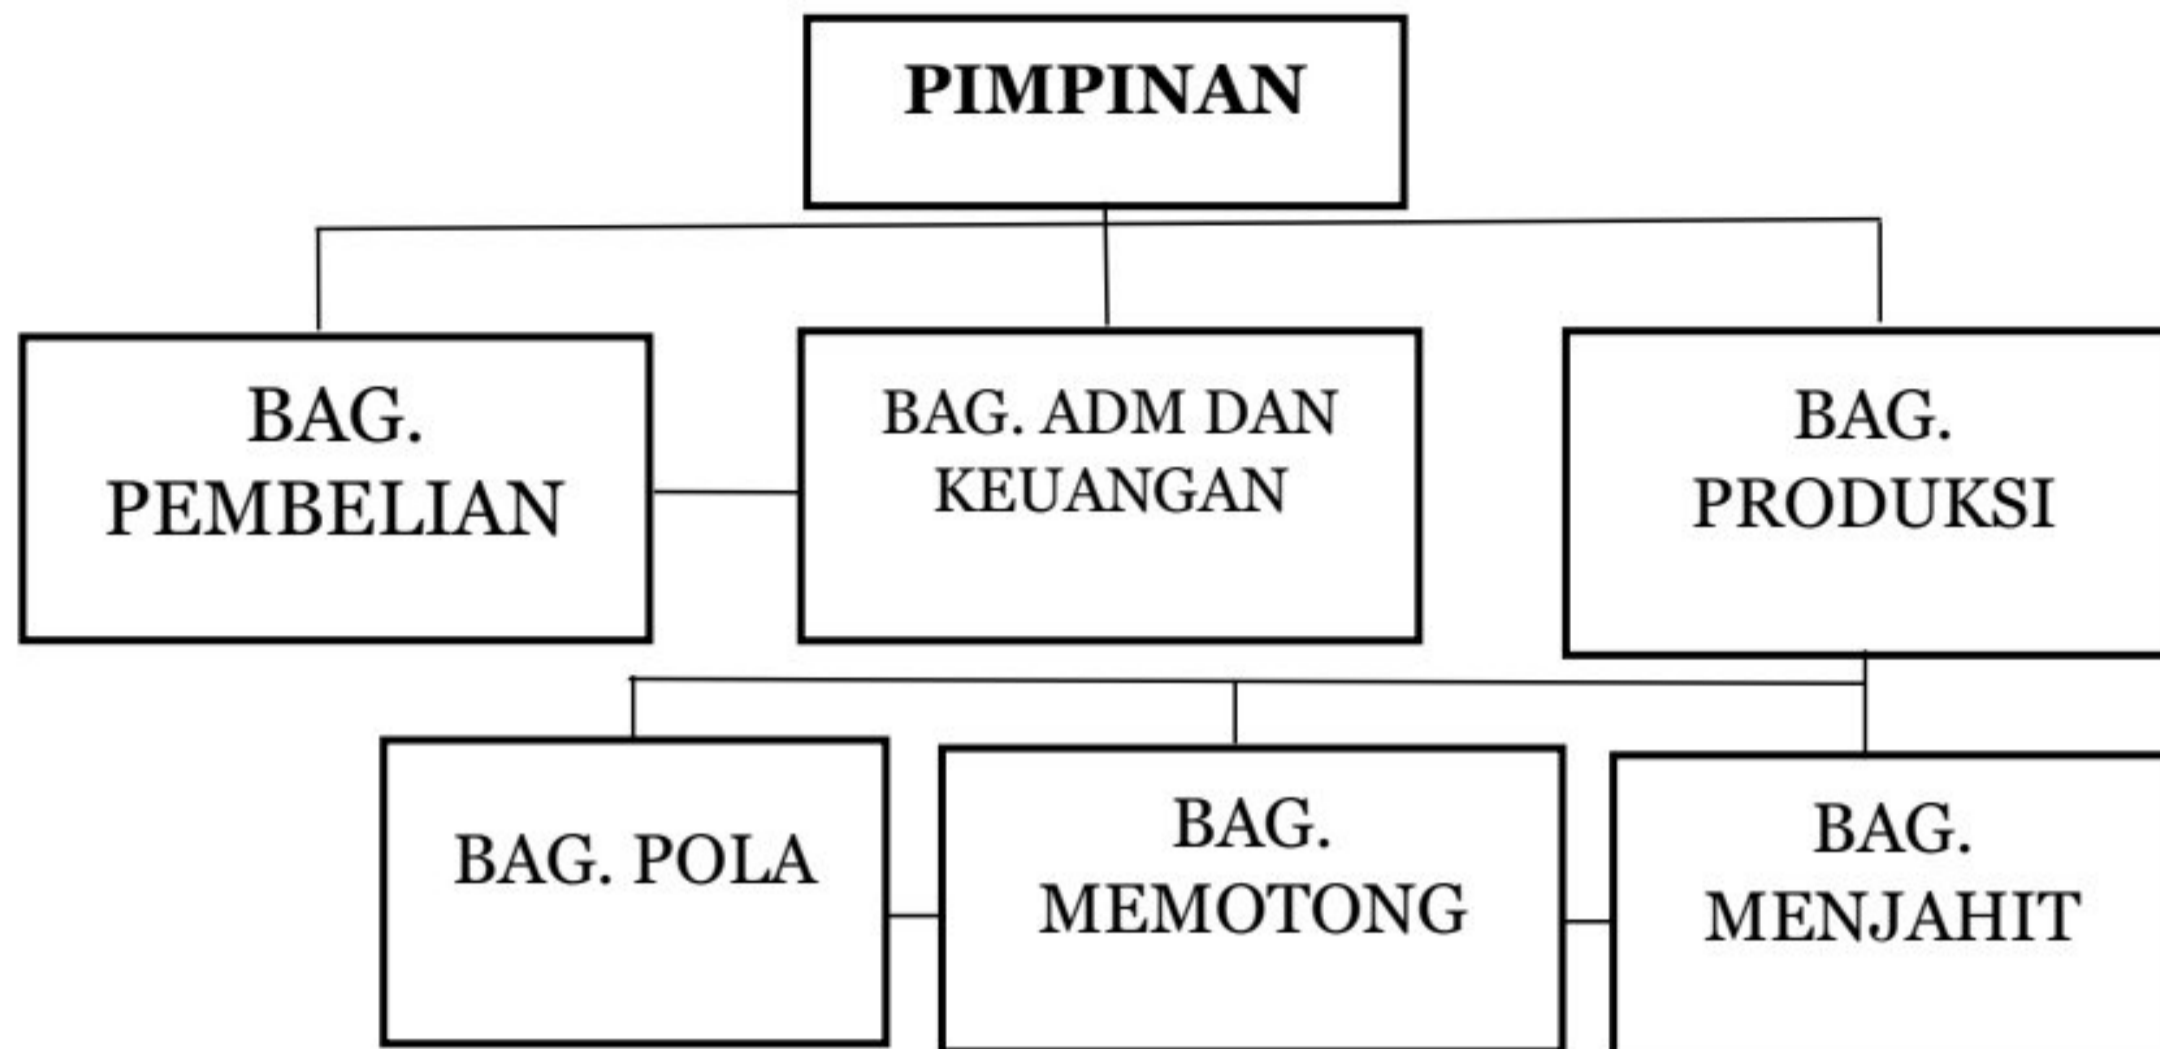 PIMPINAN
BAG.
PEMBELIAN
BAG. ADM DAN
KEUANGAN
BAG.
PRODUKSI
BAG. POLA
BAG.
MEMOTONG
BAG.
MENJAHIT